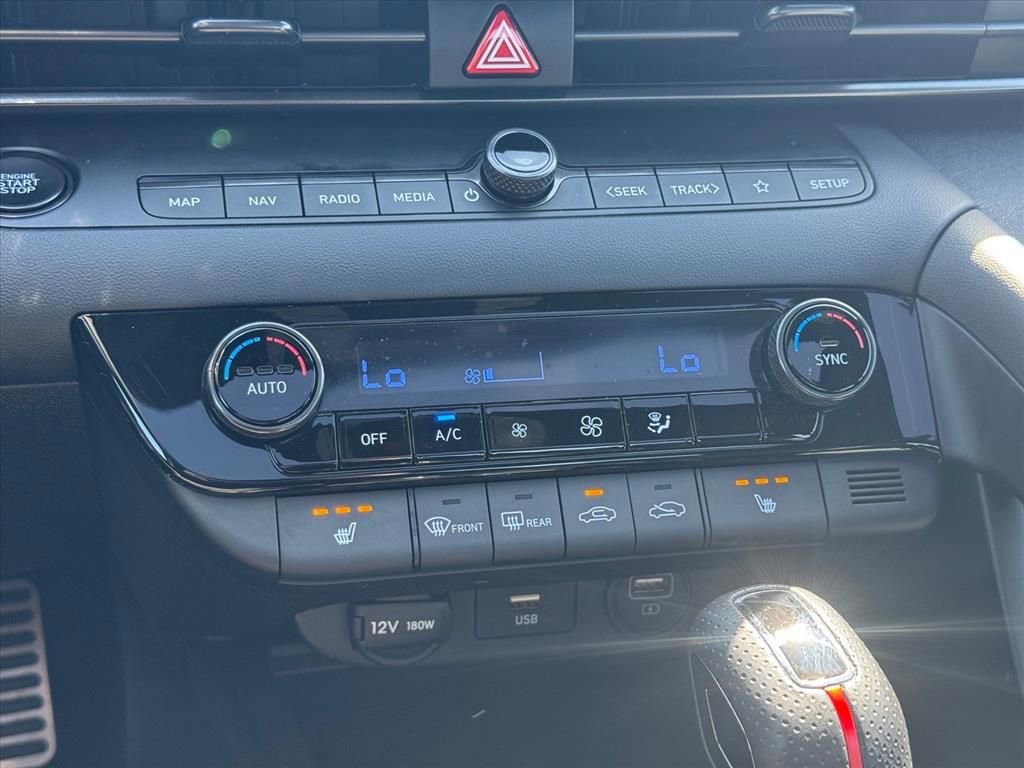 ENGINE
START
STOP
MAP
NAV
RADIO
MEDIA
<SEEK
TRACK>
SETUP
AUTO
Lo
Lo
SYNC
OFF
A/C
FRONT
REAR
12V 180W
USB